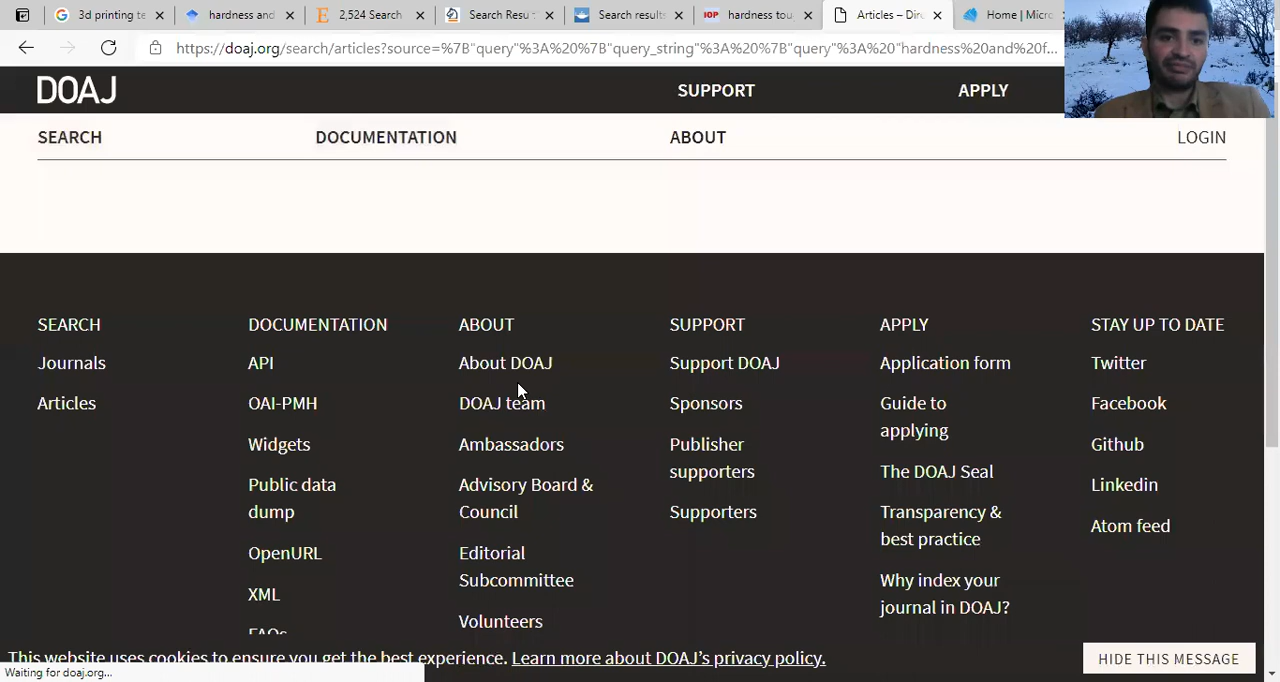 3d printing te
hardness and
2,524 Search
Search Resu
Search results
IOP hardness tou
Articles – Dir
Home | Micro
https://doaj.org/search/articles?source=%7B"query"%3A%20%7B"query_string"%3A%20%7B"query"%3A%20"hardness%20and%20f...
DOAJ
SUPPORT
APPLY
SEARCH
DOCUMENTATION
ABOUT
LOGIN
SEARCH
Journals
Articles
DOCUMENTATION
API
OAI-PMH
Widgets
Public data
dump
OpenURL
XML
FAQs
ABOUT
About DOAJ
DOAJ team
Ambassadors
Advisory Board &
Council
Editorial
Subcommittee
Volunteers
SUPPORT
Support DOAJ
Sponsors
Publisher
supporters
Supporters
APPLY
Application form
Guide to
applying
The DOAJ Seal
Transparency &
best practice
Why index your
journal in DOAJ?
STAY UP TO DATE
Twitter
Facebook
Github
Linkedin
Atom feed
This website uses cookies to ensure you get the best experience. Learn more about DOAJ's privacy policy.
HIDE THIS MESSAGE
Waiting for doaj.org...